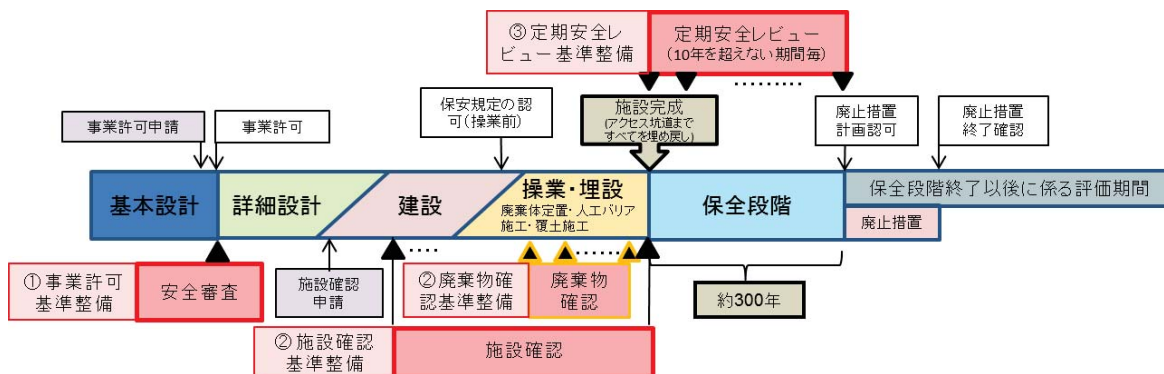 ③定期安全レ
ビュー基準整備
定期安全レビュー
(10年を超えない期間毎)
………
事業許可申請
事業許可
保安規定の認
可(操業前)
施設完成
(アクセス坑道まで
すべてを埋め戻し)
廃止措置
計画認可
廃止措置
終了確認
基本設計
詳細設計
建設
操業・埋設
廃棄体定置・人工バリア
施工・覆土施工
保全段階
保全段階終了以後に係る評価期間
廃止措置
①事業許可
基準整備
安全審査
施設確認
申請
②廃棄物確
認基準整備
廃棄物
確認
約300年
②施設確認
基準整備
施設確認